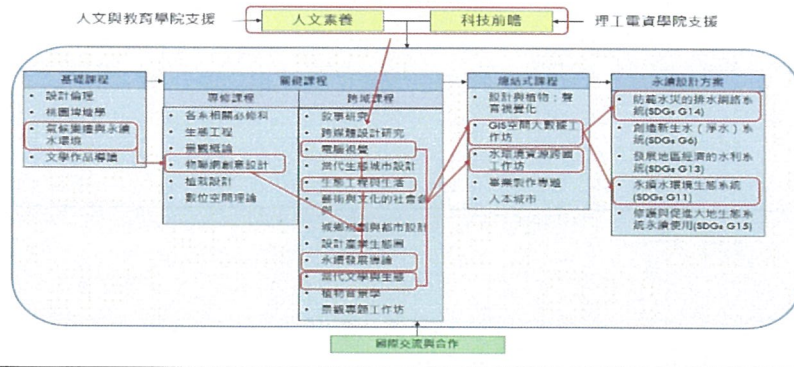 人文與教育學院支援
人文素養
科技前瞻
理工電資學院支援
基礎課程
設計倫理
桃園埤塘學
氣候變遷與永續
水環境
文學作品導讀
關鍵課程
專修課程
各系相關必修科
生態工程
景觀概論
物聯網創意設計
植栽設計
數位空間理論
跨域課程
敘事研究
跨媒體設計研究
電腦視覺
當代生態城市設計
生態工程與生活
藝術與文化的社會創
城鄉規劃與都市設計
設計產業生態圈
永續發展導論
當代文學與生態
植物音景學
景觀專題工作坊
總結式課程
設計與植物：聲
音視覺化
GIS空間大數據工
作坊
水環境資源跨國
工作坊
畢業製作專題
人本城市
永續設計方案
防範水災的排水網路系
統(SDGs G14)
創造新生水（淨水）系
統(SDGs G6)
發展地區經濟的水利系
統(SDGs G13)
永續水環境生態系統
(SDGs G11)
修護與促進大地生態系
統永續使用(SDGs G15)
國際交流與合作